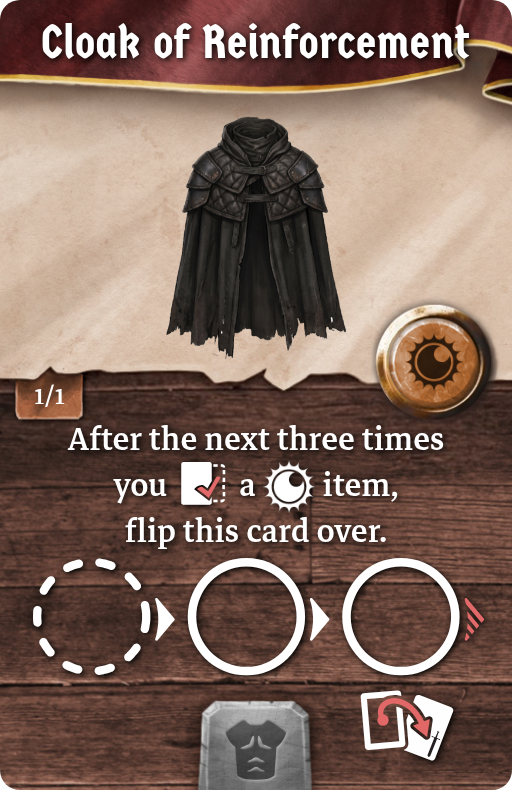 Cloak of Reinforcement
1/1
After the next three times
you a item,
flip this card over.